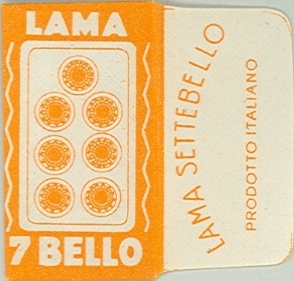 LAMA
7 BELLO
LAMA SETTEBELLO
PRODOTTO ITALIANO